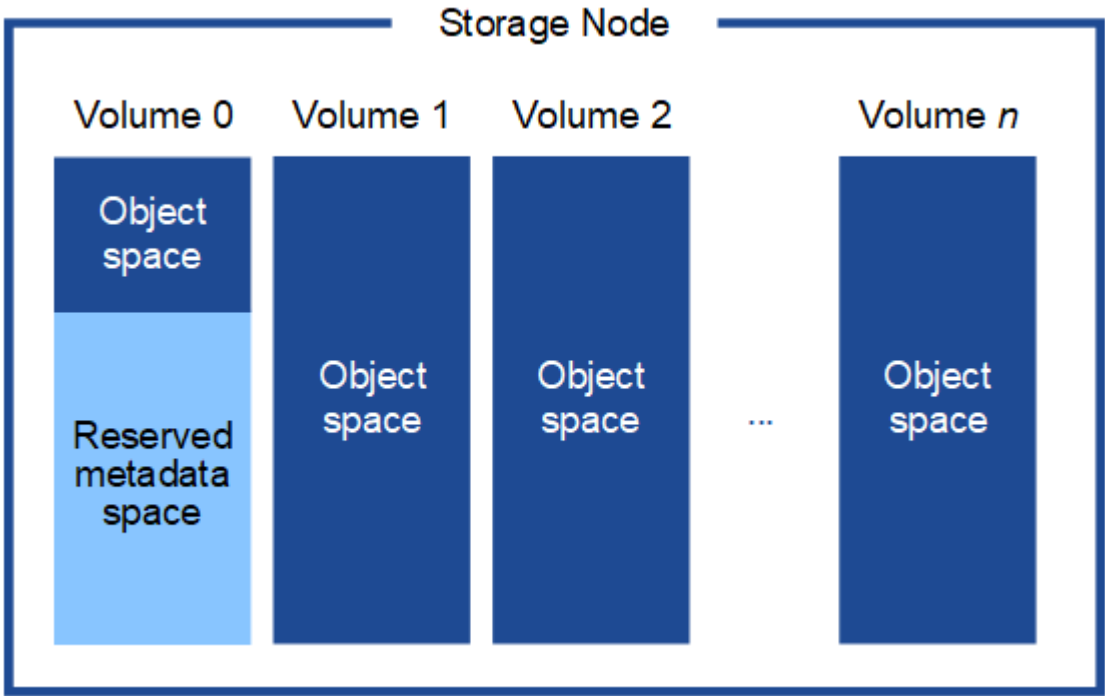 Storage Node
Volume 0
Volume 1
Volume 2
Volume n
Object
space
Reserved
metadata
space
Object
space
Object
space
...
Object
space